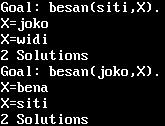 Goal: besan(siti,X).
X=joko
X=widi
2 Solutions
Goal: besan(joko,X).
X=bena
X=siti
2 Solutions